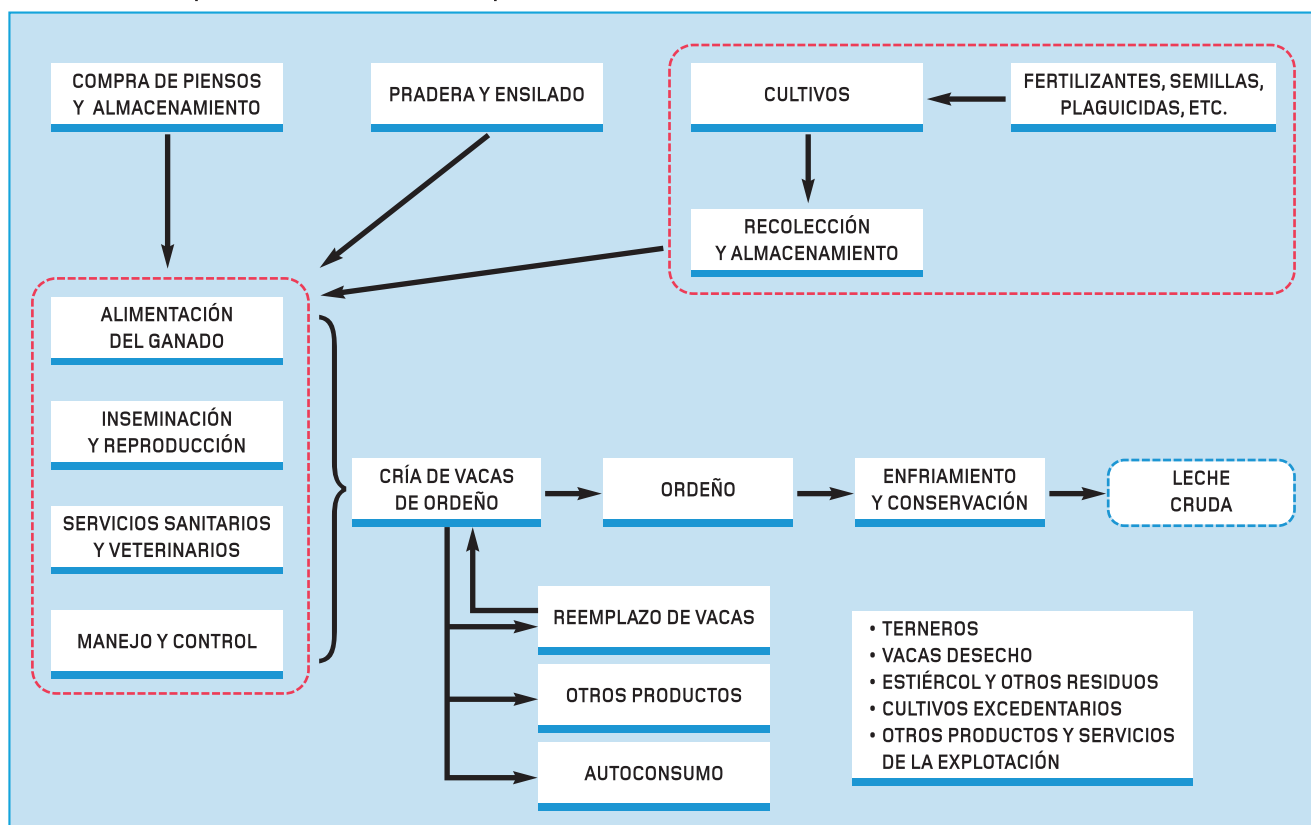 COMPRA DE PIENSOS
Y ALMACENAMIENTO
PRADERA Y ENSILADO
CULTIVOS
FERTILIZANTES, SEMILLAS,
PLAGUICIDAS, ETC.
RECOLECCIÓN
Y ALMACENAMIENTO
ALIMENTACIÓN
DEL GANADO
INSEMINACIÓN
Y REPRODUCCIÓN
SERVICIOS SANITARIOS
Y VETERINARIOS
MANEJO Y CONTROL
CRÍA DE VACAS
DE ORDEÑO
ORDEÑO
ENFRIAMIENTO
Y CONSERVACIÓN
LECHE
CRUDA
REEMPLAZO DE VACAS
OTROS PRODUCTOS
AUTOCONSUMO
• TERNEROS
• VACAS DESECHO
• ESTIÉRCOL Y OTROS RESIDUOS
• CULTIVOS EXCEDENTARIOS
• OTROS PRODUCTOS Y SERVICIOS
DE LA EXPLOTACIÓN